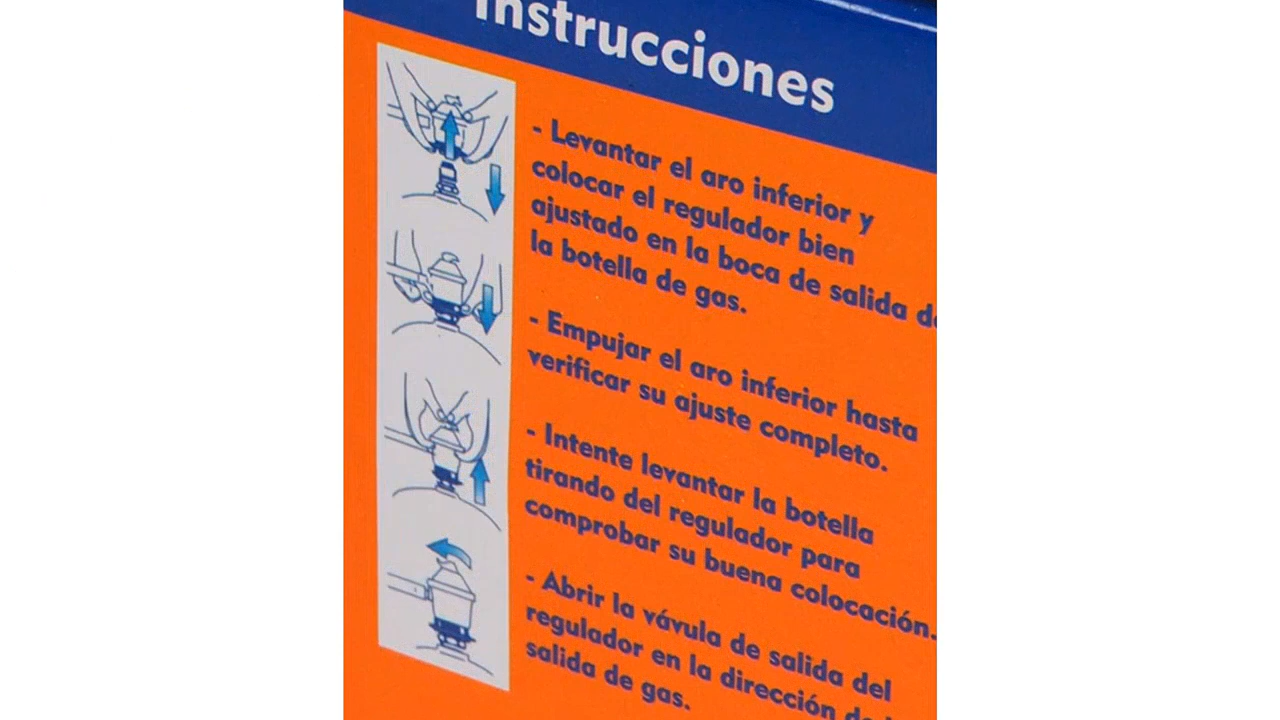 Instrucciones
- Levantar el aro inferior y
colocar el regulador bien
ajustado en la boca de salida de
la botella de gas.
- Empujar el aro inferior hasta
verificar su ajuste completo.
- Intente levantar la botella
tirando del regulador para
comprobar su buena colocación.
- Abrir la vávula de salida del
regulador en la dirección de
salida de gas.